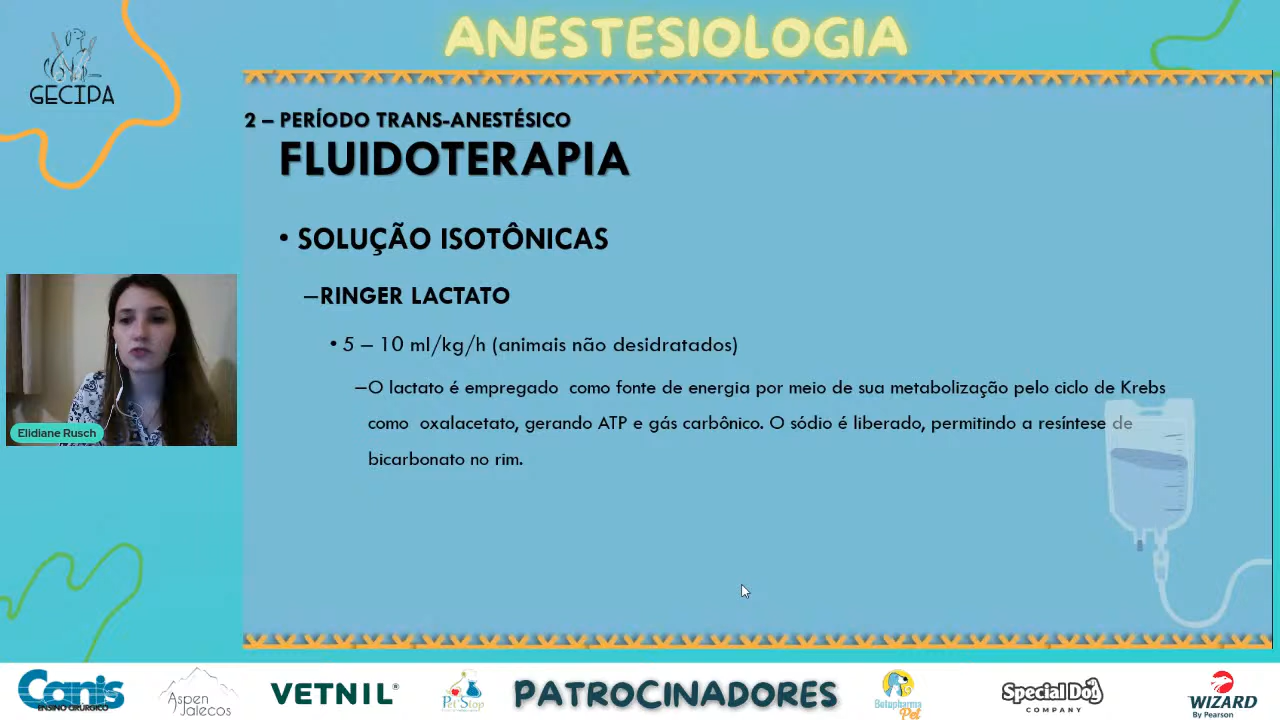 ANESTESIOLOGIA
GECIPA
2 – PERÍODO TRANS-ANESTÉSICO
FLUIDOTERAPIA
• SOLUÇÃO ISOTÔNICAS
–RINGER LACTATO
• 5 – 10 ml/kg/h (animais não desidratados)
–O lactato é empregado como fonte de energia por meio de sua metabolização pelo ciclo de Krebs
como oxalacetato, gerando ATP e gás carbônico. O sódio é liberado, permitindo a resíntese de
bicarbonato no rim.
Elidiane Rusch
Canis
ENSINO CIRÚRGICO
Aspen
Jalecos
VETNIL®
Pet Stop
PATROCINADORES
Botupharma
Pet
Special Dog
COMPANY
WIZARD
By Pearson